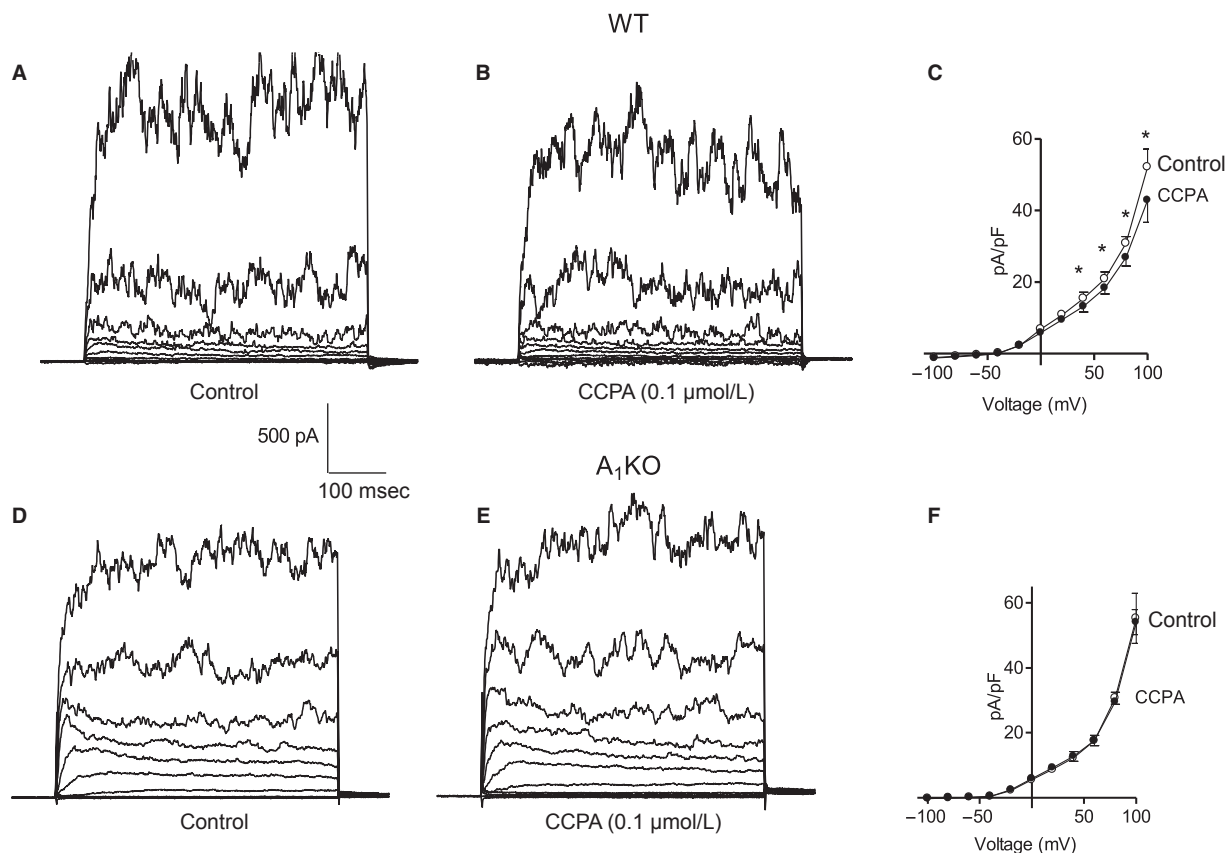 WT
A
B
C
60
40
20
pA/pF
*
*
*
*
Control
CCPA
−100
−50
50
100
Voltage (mV)
Control
CCPA (0.1 µmol/L)
500 pA
100 msec
A₁KO
D
E
F
60
40
20
pA/pF
Control
CCPA
−100
−50
0
50
100
Voltage (mV)
Control
CCPA (0.1 µmol/L)